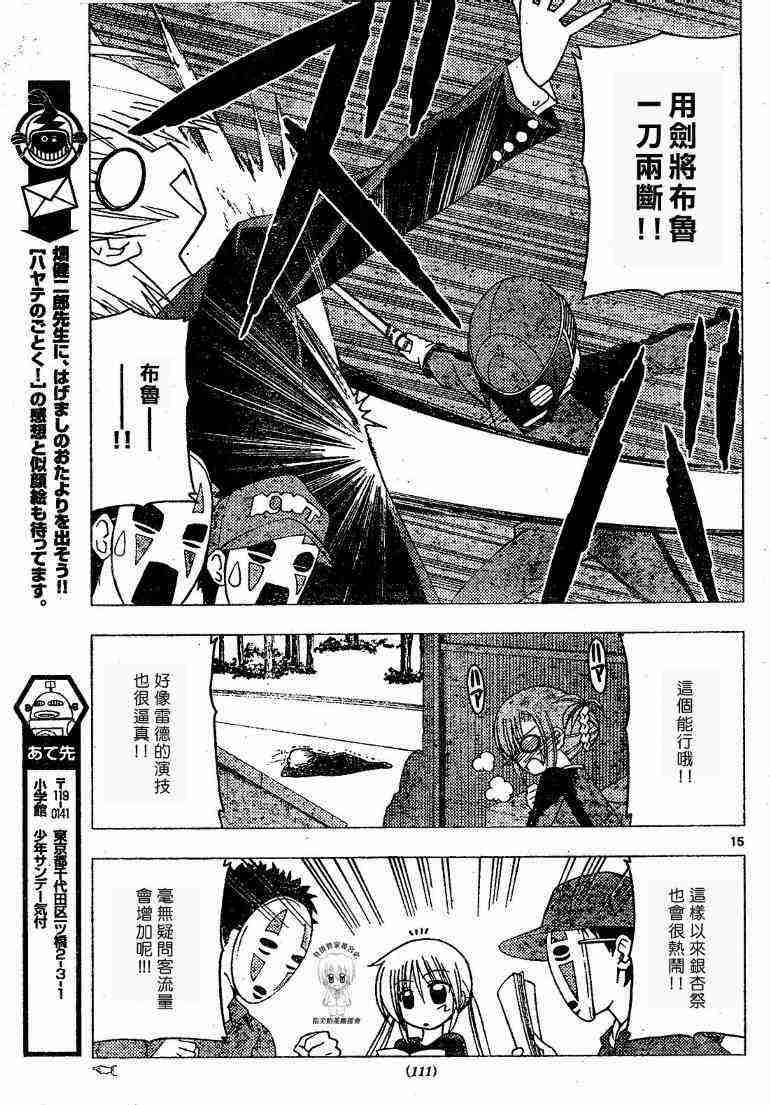 用劍將布魯
一刀兩斷!!
布魯——
——!!
這個能行哦!!
ハァ
ハァ
好像雷德的演技
也很逼真!!
15
這樣以來銀杏祭
也會很熱鬧!!
毫無疑問客流量
會增加呢!!!
(111)
畑健二郎先生に、はげましのおたよりを出そう!!
[ハヤテのごとく!]の感想と似顔絵も待ってます。
あて先
〒119-0141 東京都千代田区一ツ橋2-3-1
小学館 少年サンデー気付